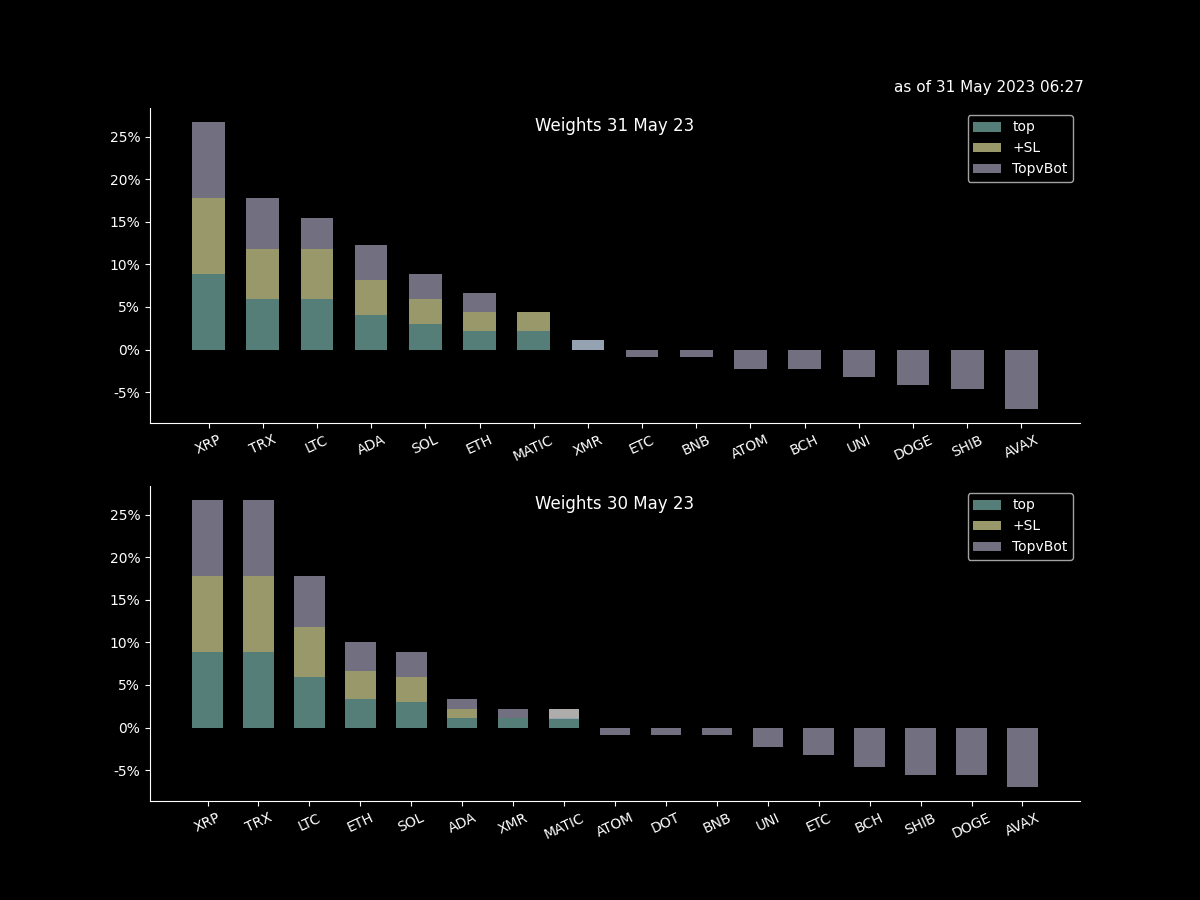 as of 31 May 2023 06:27
Weights 31 May 23
top
+SL
TopvBot
25%
20%
15%
10%
5%
0%
-5%
XRP TRX LTC ADA SOL ETH MATIC XMR ETC BNB ATOM BCH UNI DOGE SHIB AVAX
Weights 30 May 23
top
+SL
TopvBot
25%
20%
15%
10%
5%
0%
-5%
XRP TRX LTC ETH SOL ADA XMR MATIC ATOM DOT BNB UNI ETC BCH SHIB DOGE AVAX